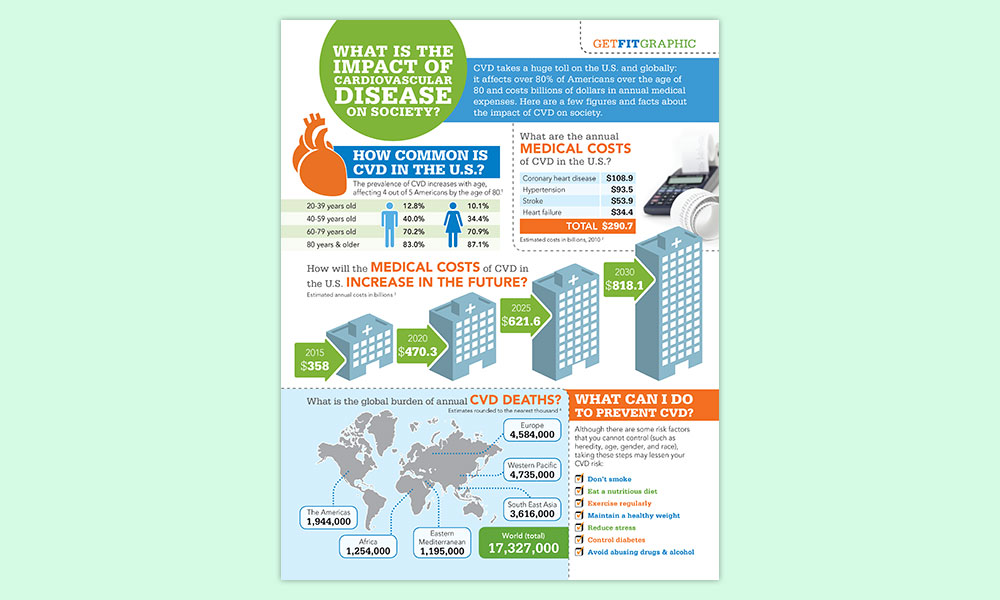 GETFITGRAPHIC
WHAT IS THE
IMPACT OF
CARDIOVASCULAR
DISEASE
ON SOCIETY?
CVD takes a huge toll on the U.S. and globally:
it affects over 80% of Americans over the age of
80 and costs billions of dollars in annual medical
expenses. Here are a few figures and facts about
the impact of CVD on society.
HOW COMMON IS
CVD IN THE U.S.?
The prevalence of CVD increases with age,
affecting 4 out of 5 Americans by the age of 80.
20-39 years old 12.8% 10.1%
40-59 years old 40.0% 34.4%
60-79 years old 70.2% 70.9%
80 years & older 83.0% 87.1%
What are the annual
MEDICAL COSTS
of CVD in the U.S.?
Coronary heart disease $108.9
Hypertension $93.5
Stroke $53.9
Heart failure $34.4
TOTAL $290.7
Estimated costs in billions, 2010
How will the MEDICAL COSTS of CVD in
the U.S. INCREASE IN THE FUTURE?
Estimated annual costs in billions
2015
$358
2020
$470.3
2025
$621.6
2030
$818.1
What is the global burden of annual CVD DEATHS?
Estimates rounded to the nearest thousand
Europe
4,584,000
Western Pacific
4,735,000
South East Asia
3,616,000
The Americas
1,944,000
Africa
1,254,000
Eastern
Mediterranean
1,195,000
World (total)
17,327,000
WHAT CAN I DO
TO PREVENT CVD?
Although there are some risk factors
that you cannot control (such as
heredity, age, gender, and race),
taking these steps may lessen your
CVD risk:
Don't smoke
Eat a nutritious diet
Exercise regularly
Maintain a healthy weight
Reduce stress
Control diabetes
Avoid abusing drugs & alcohol